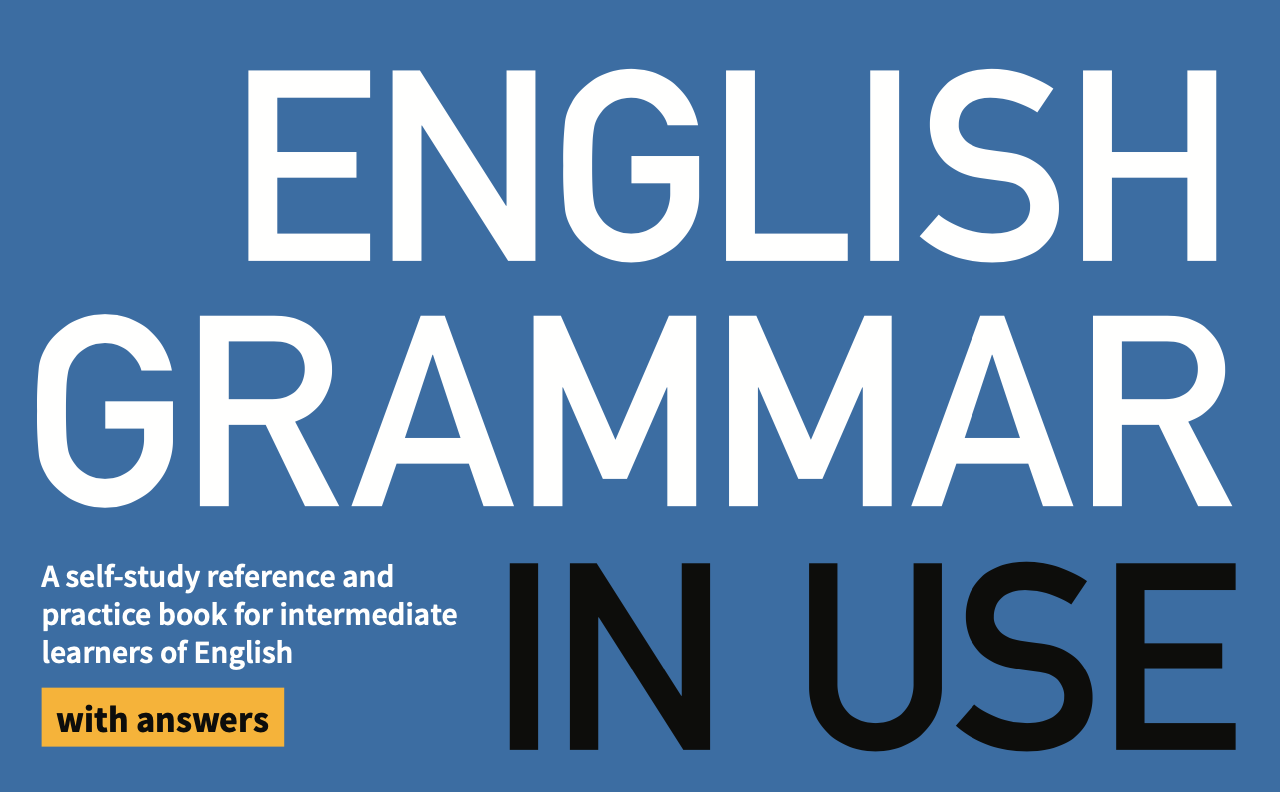 ENGLISH
GRAMMAR
IN USE
A self-study reference and
practice book for intermediate
learners of English
with answers